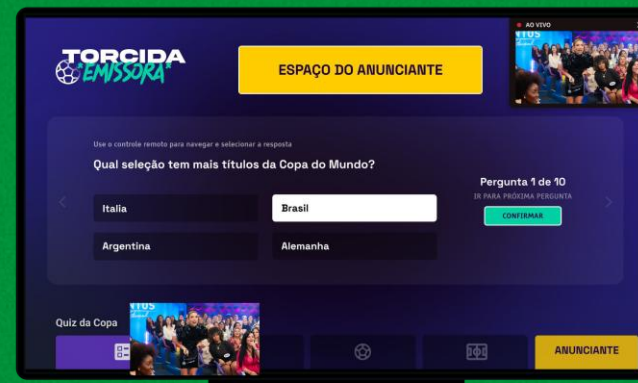 AO VIVO
TORCIDA
"EMISSORA"
ESPAÇO DO ANUNCIANTE
Use o controle remoto para navegar e selecionar a resposta
Qual seleção tem mais títulos da Copa do Mundo?
Pergunta 1 de 10
IR PARA PRÓXIMA PERGUNTA
Italia
Brasil
CONFIRMAR
Argentina
Alemanha
Quiz da Copa
ANUNCIANTE